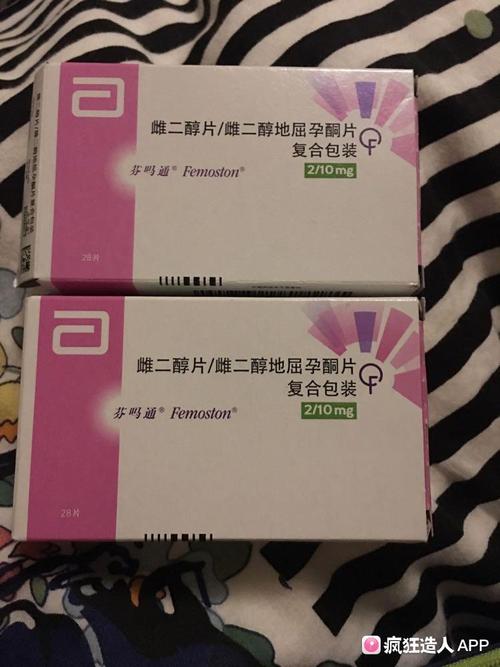 雌二醇片/雌二醇地屈孕酮片
复合包装
2/10 mg
芬吗通® Femoston®
28片
雌二醇片/雌二醇地屈孕酮片
复合包装
2/10 mg
芬吗通® Femoston®
28片
疯狂造人 APP